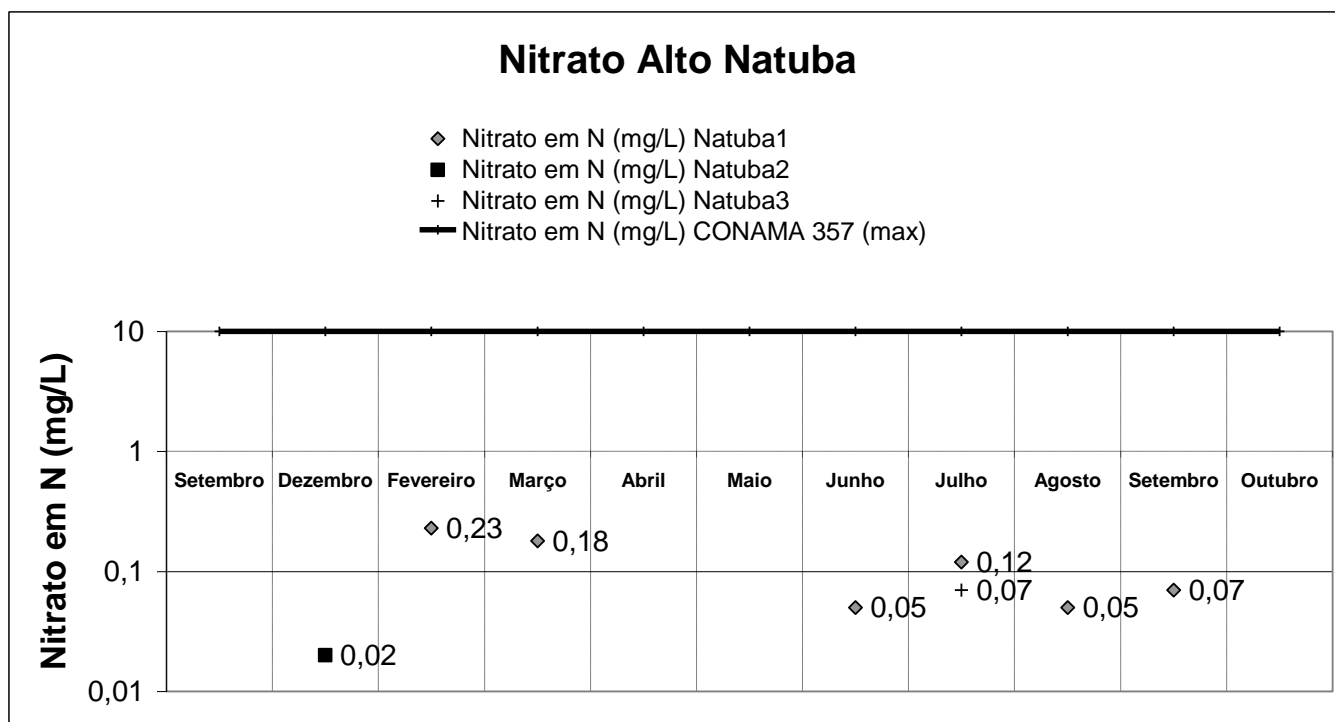 Nitrato Alto Natuba
Nitrato em N (mg/L) Natuba1
Nitrato em N (mg/L) Natuba2
Nitrato em N (mg/L) Natuba3
Nitrato em N (mg/L) CONAMA 357 (max)
Nitrato em N (mg/L)
10
1
Setembro Dezembro Fevereiro Março Abril Maio Junho Julho Agosto Setembro Outubro
0,23
0,18
0,12
0,1
0,07
0,07
0,05
0,05
0,02
0,01